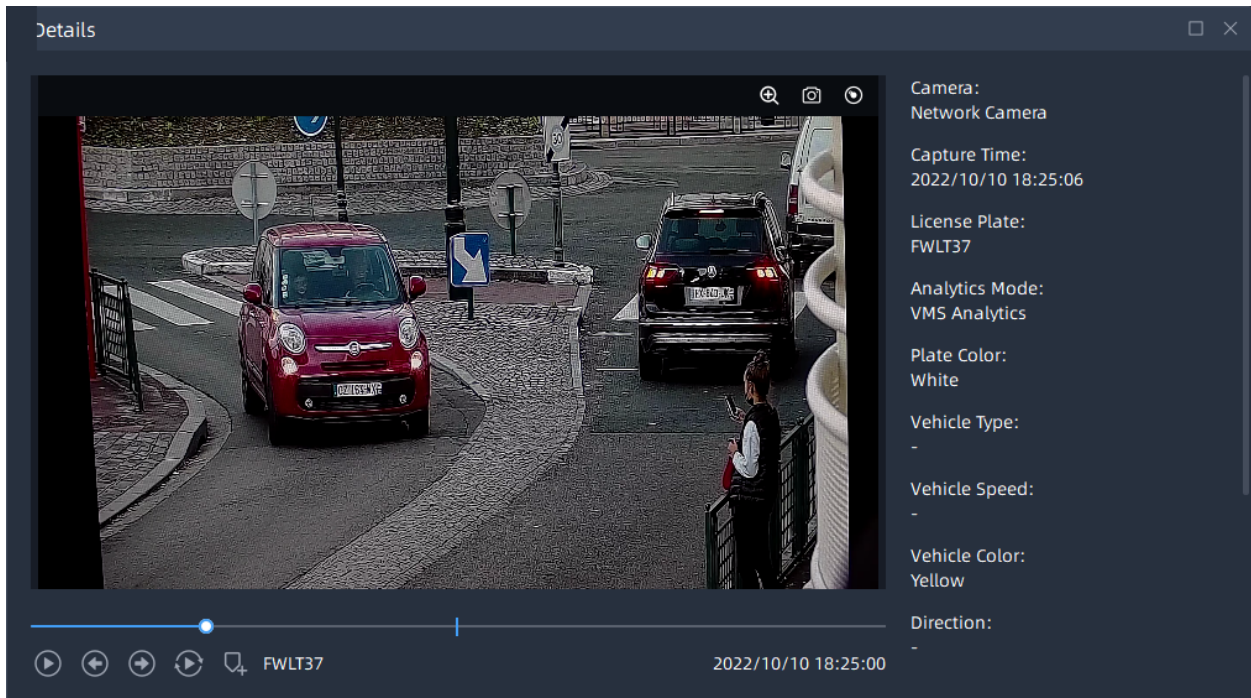 Details
Camera:
Network Camera
Capture Time:
2022/10/10 18:25:06
License Plate:
FWLT37
Analytics Mode:
VMS Analytics
Plate Color:
White
Vehicle Type:
-
Vehicle Speed:
-
Vehicle Color:
Yellow
Direction:
-
FWLT37
2022/10/10 18:25:00